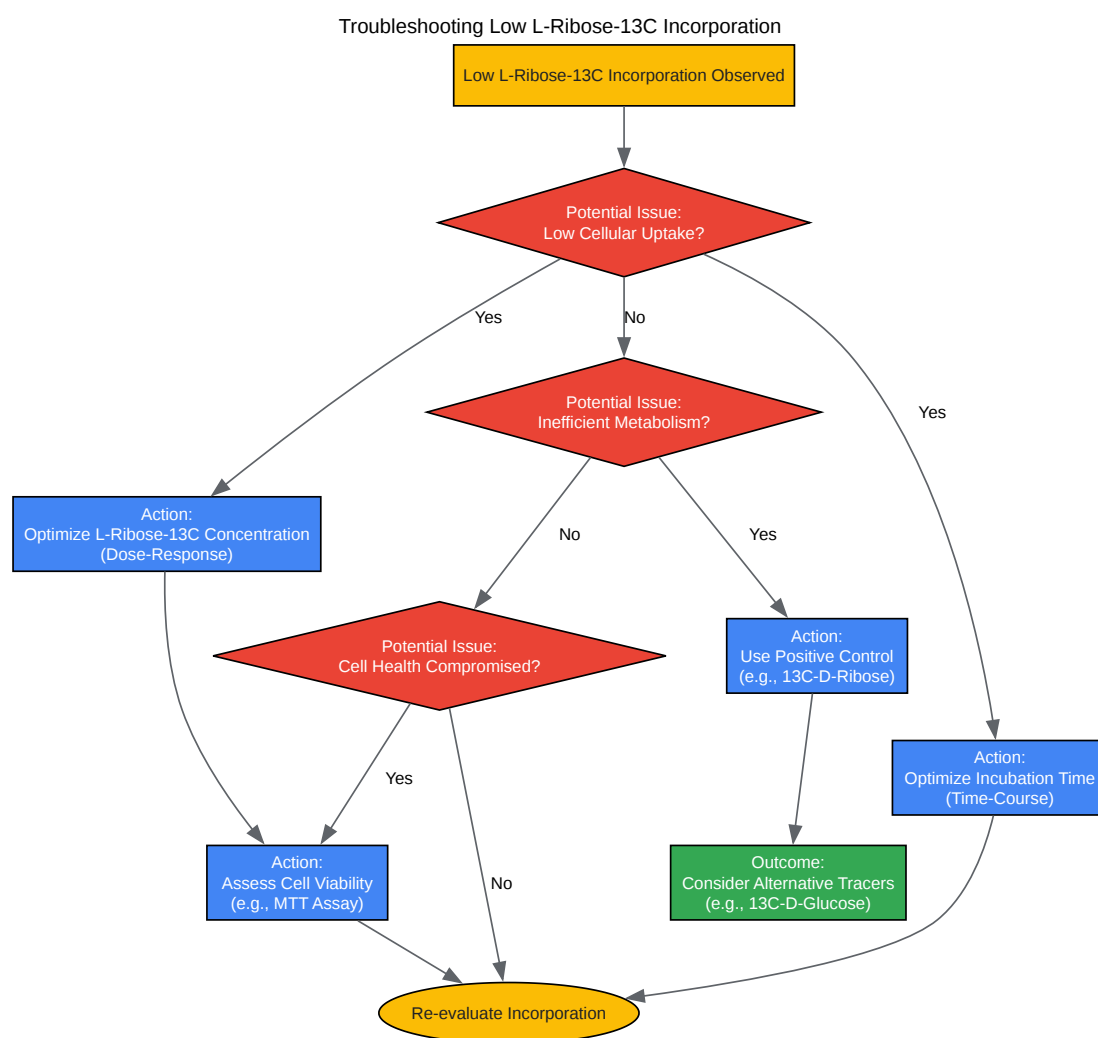 Troubleshooting Low L-Ribose-13C Incorporation
Low L-Ribose-13C Incorporation Observed
Potential Issue:
Low Cellular Uptake?
Yes
No
Potential Issue:
Inefficient Metabolism?
Yes
Action:
Optimize L-Ribose-13C Concentration
(Dose-Response)
No
Yes
Potential Issue:
Cell Health Compromised?
Action:
Use Positive Control
(e.g., 13C-D-Ribose)
Action:
Optimize Incubation Time
(Time-Course)
Yes
No
Action:
Assess Cell Viability
(e.g., MTT Assay)
Outcome:
Consider Alternative Tracers
(e.g., 13C-D-Glucose)
Re-evaluate Incorporation